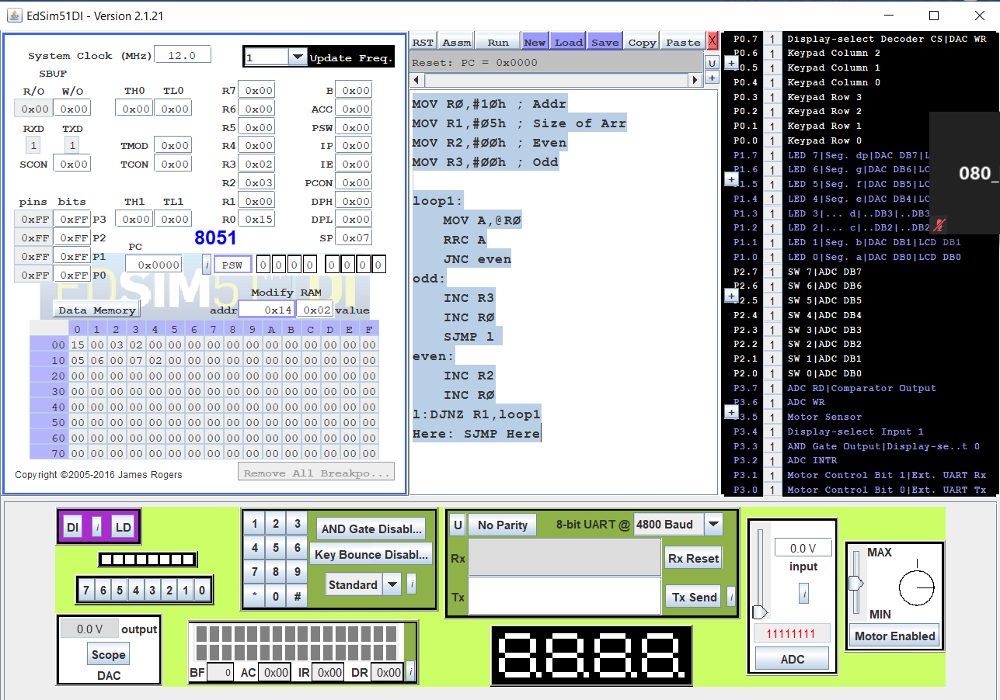 EdSim51DI - Version 2.1.21
System Clock (MHz) 12.0
1 Update Freq.
SBUF
R/O W/O TH0 TL0 R7 0x00 B 0x00
0x00 0x00 0x00 0x00 R6 0x00 ACC 0x00
RXD TXD R5 0x00 PSW 0x00
1 1 TMOD 0x00 R4 0x00 IP 0x00
SCON 0x00 TCON 0x00 R3 0x02 IE 0x00
R2 0x03 PCON 0x00
pins bits TH1 TL1 R1 0x00 DPH 0x00
0xFF 0xFF P3 0x00 0x00 R0 0x15 DPL 0x00
0xFF 0xFF P2 8051 SP 0x07
0xFF 0xFF P1 PC
0x0000 i PSW 0 0 0 0 0 0 0 0
0xFF 0xFF P0
EDSIM51DI
Modify RAM
Data Memory addr 0x14 0x02 value
0 1 2 3 4 5 6 7 8 9 A B C D E F
00 15 00 03 02 00 00 00 00 00 00 00 00 00 00 00 00
10 05 06 00 07 02 00 00 00 00 00 00 00 00 00 00 00
20 00 00 00 00 00 00 00 00 00 00 00 00 00 00 00 00
30 00 00 00 00 00 00 00 00 00 00 00 00 00 00 00 00
40 00 00 00 00 00 00 00 00 00 00 00 00 00 00 00 00
50 00 00 00 00 00 00 00 00 00 00 00 00 00 00 00 00
60 00 00 00 00 00 00 00 00 00 00 00 00 00 00 00 00
70 00 00 00 00 00 00 00 00 00 00 00 00 00 00 00 00
Copyright ©2005-2016 James Rogers Remove All Breakpo...
RST Assm Run New Load Save Copy Paste X
Reset: PC = 0x0000 U
+
MOV RØ,#1Øh ; Addr
MOV R1,#Ø5h ; Size of Arr
MOV R2,#ØØh ; Even
MOV R3,#ØØh ; Odd
loop1:
MOV A,@RØ
RRC A
JNC even
odd:
INC R3
INC RØ
SJMP l
even:
INC R2
INC RØ
l:DJNZ R1,loop1
Here: SJMP Here
P0.7 1 Display-select Decoder CS|DAC WR
P0.6 1 Keypad Column 2
+ 0.5 1 Keypad Column 1
P0.4 1 Keypad Column 0
P0.3 1 Keypad Row 3
P0.2 1 Keypad Row 2
P0.1 1 Keypad Row 1
P0.0 1 Keypad Row 0
P1.7 1 LED 7|Seg. dp|DAC DB7|L
P1.6 1 LED 6|Seg. g|DAC DB6|LC
+ 1.5 1 LED 5|Seg. f|DAC DB5|LC
P1.4 1 LED 4|Seg. e|DAC DB4|LC
P1.3 1 LED 3|... d|..DB3|..DB3
P1.2 1 LED 2|... c|..DB2|..DB2
P1.1 1 LED 1|Seg. b|DAC DB1|LCD DB1
P1.0 1 LED 0|Seg. a|DAC DB0|LCD DB0
P2.7 1 SW 7|ADC DB7
P2.6 1 SW 6|ADC DB6
+ 2.5 1 SW 5|ADC DB5
P2.4 1 SW 4|ADC DB4
P2.3 1 SW 3|ADC DB3
P2.2 1 SW 2|ADC DB2
P2.1 1 SW 1|ADC DB1
P2.0 1 SW 0|ADC DB0
P3.7 1 ADC RD|Comparator Output
P3.6 1 ADC WR
+ 3.5 1 Motor Sensor
P3.4 1 Display-select Input 1
P3.3 1 AND Gate Output|Display-se..t 0
P3.2 1 ADC INTR
P3.1 1 Motor Control Bit 1|Ext. UART Rx
P3.0 1 Motor Control Bit 0|Ext. UART Tx
080_
DI i LD
7 6 5 4 3 2 1 0
0.0 V output
Scope
DAC
1 2 3
4 5 6
7 8 9
* 0 #
AND Gate Disabl...
Key Bounce Disabl...
Standard i
BF 0 AC 0x00 IR 0x00 DR 0x00 i
U No Parity 8-bit UART @ 4800 Baud
Rx Rx Reset
Tx Tx Send i
8.8.8.8.
0.0 V
input
i
11111111
ADC
MAX
MIN
Motor Enabled